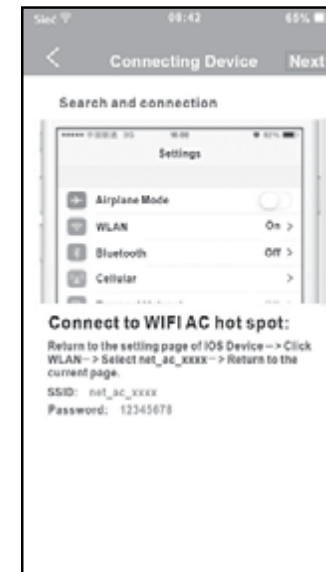 Sieć 08:42 65%
Connecting Device Next
Search and connection
Settings
Airplane Mode
WLAN On >
Bluetooth Off >
Cellular >
Connect to WIFI AC hot spot:
Return to the setting page of IOS Device—> Click
WLAN—> Select net_ac_xxxx—> Return to the
current page.
SSID: net_ac_xxxx
Password: 12345678